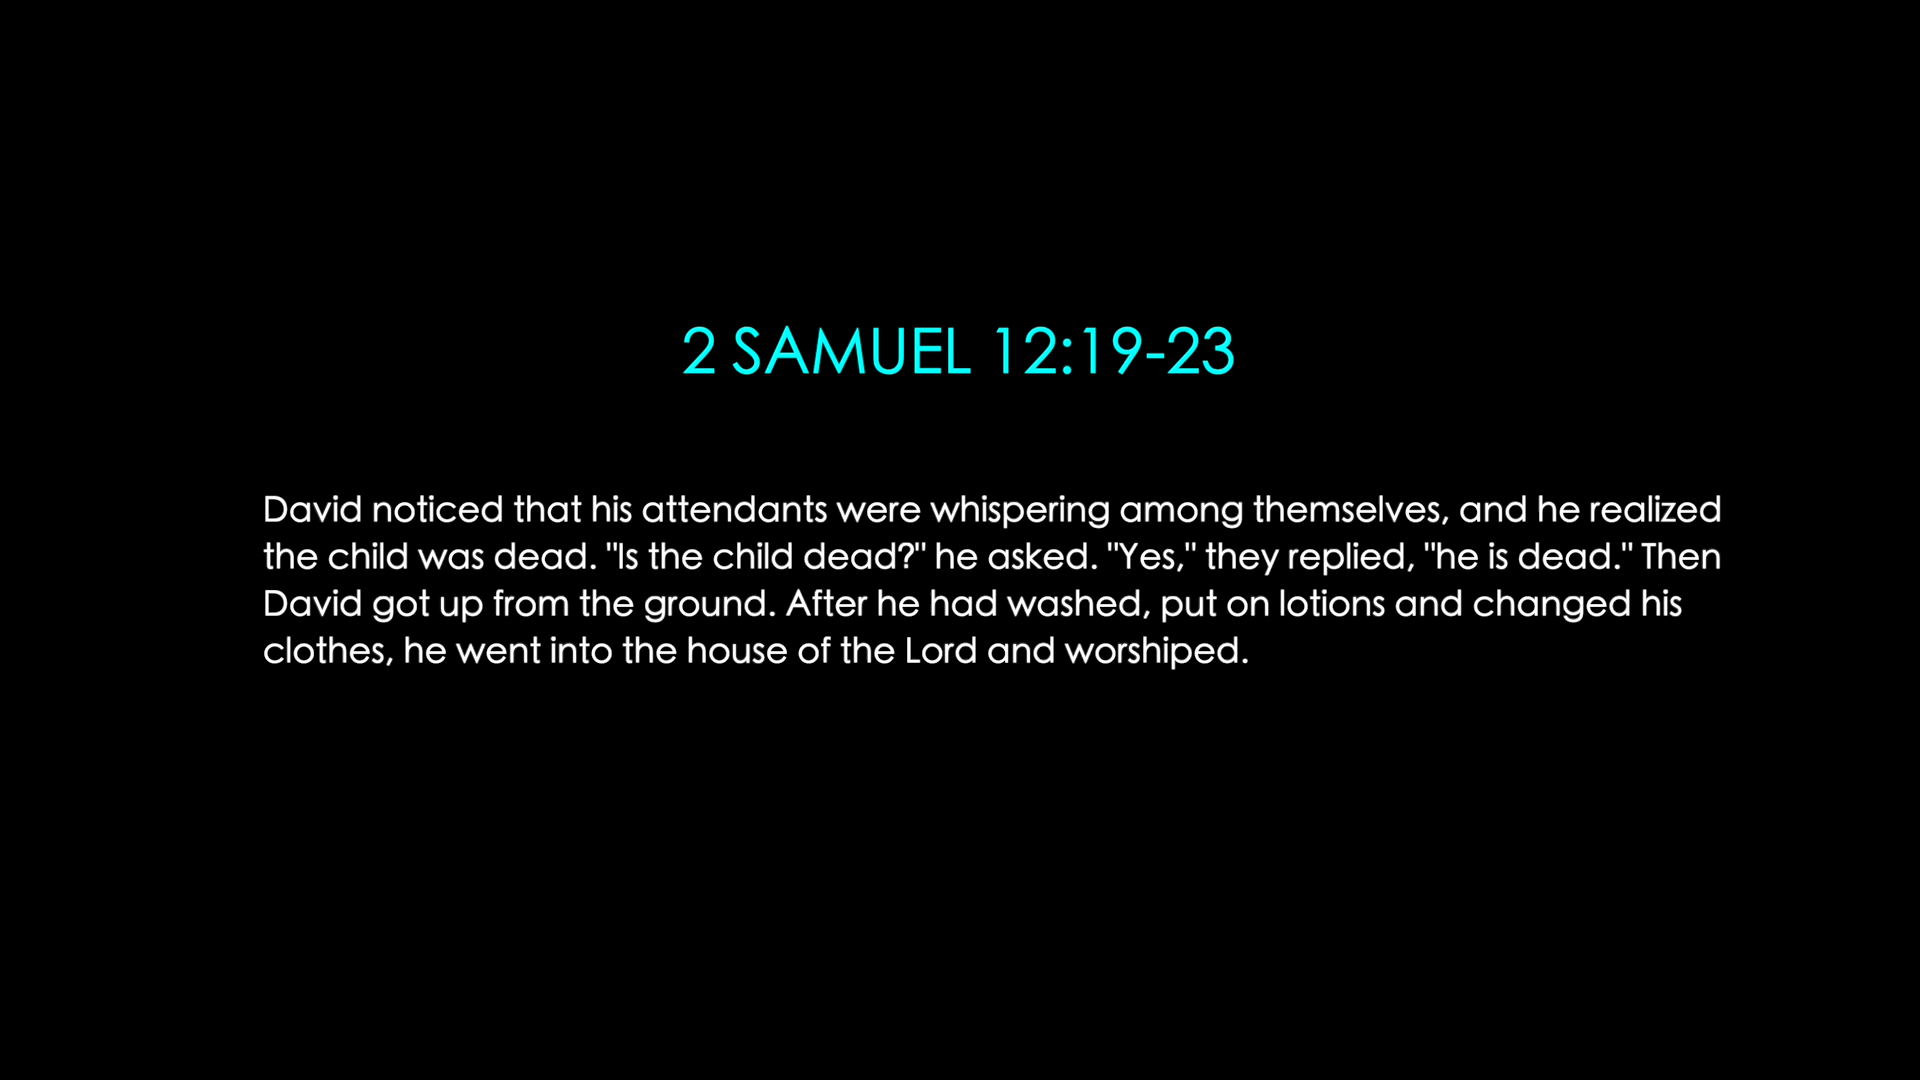 2 SAMUEL 12:19-23
David noticed that his attendants were whispering among themselves, and he realized
the child was dead. "Is the child dead?" he asked. "Yes," they replied, "he is dead." Then
David got up from the ground. After he had washed, put on lotions and changed his
clothes, he went into the house of the Lord and worshiped.